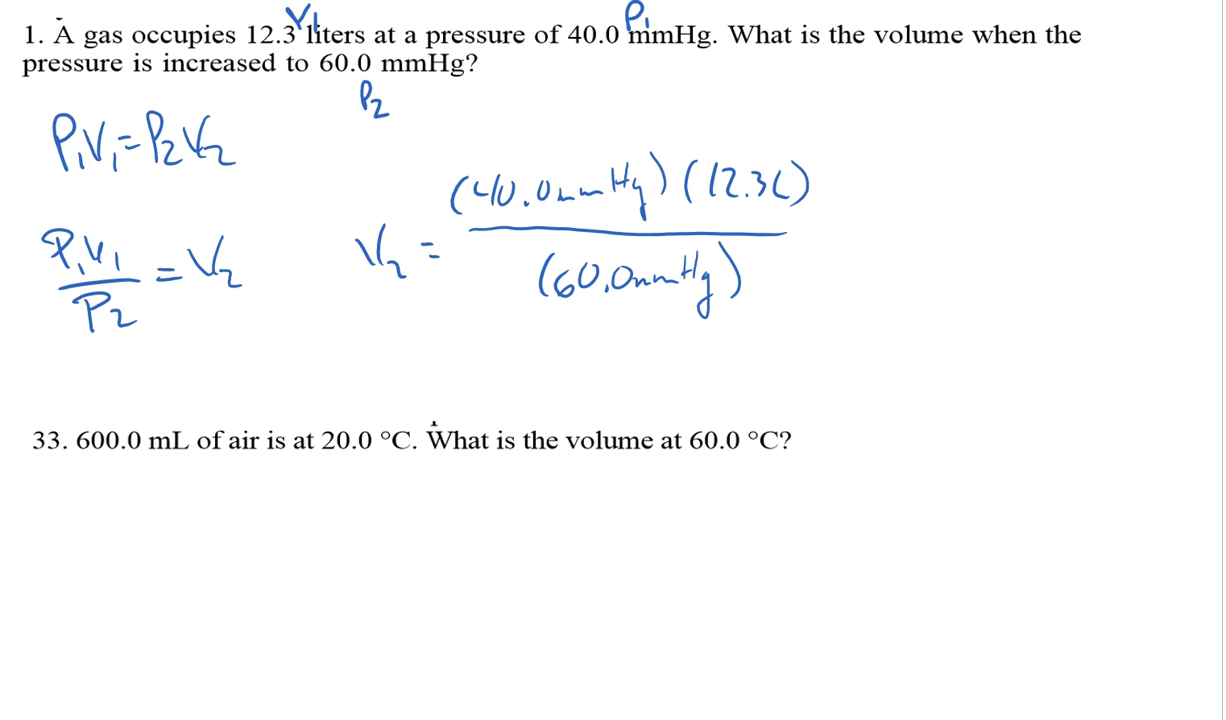 V1 P1
1. A gas occupies 12.3 liters at a pressure of 40.0 mmHg. What is the volume when the
pressure is increased to 60.0 mmHg?
P2
P1V1=P2V2
(40.0mmHg)(12.3L)
P1V1
P2
=V2
V2=
(60.0mmHg)
33. 600.0 mL of air is at 20.0 °C. What is the volume at 60.0 °C?